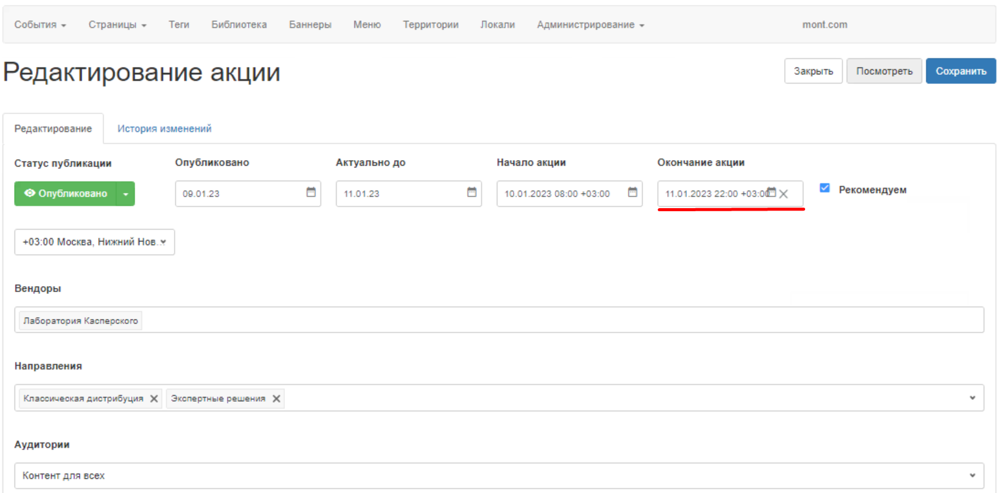 События Страницы Теги Библиотека Баннеры Меню Территории Локали Администрирование mont.com
Редактирование акции
Закрыть Посмотреть Сохранить
Редактирование История изменений
Статус публикации Опубликовано Актуально до Начало акции Окончание акции
Опубликовано 09.01.23 11.01.23 10.01.2023 08:00 +03:00 11.01.2023 22:00 +03:00 Рекомендуем
+03:00 Москва, Нижний Нов...
Вендоры
Лаборатория Касперского
Направления
Классическая дистрибуция Экспертные решения
Аудитории
Контент для всех